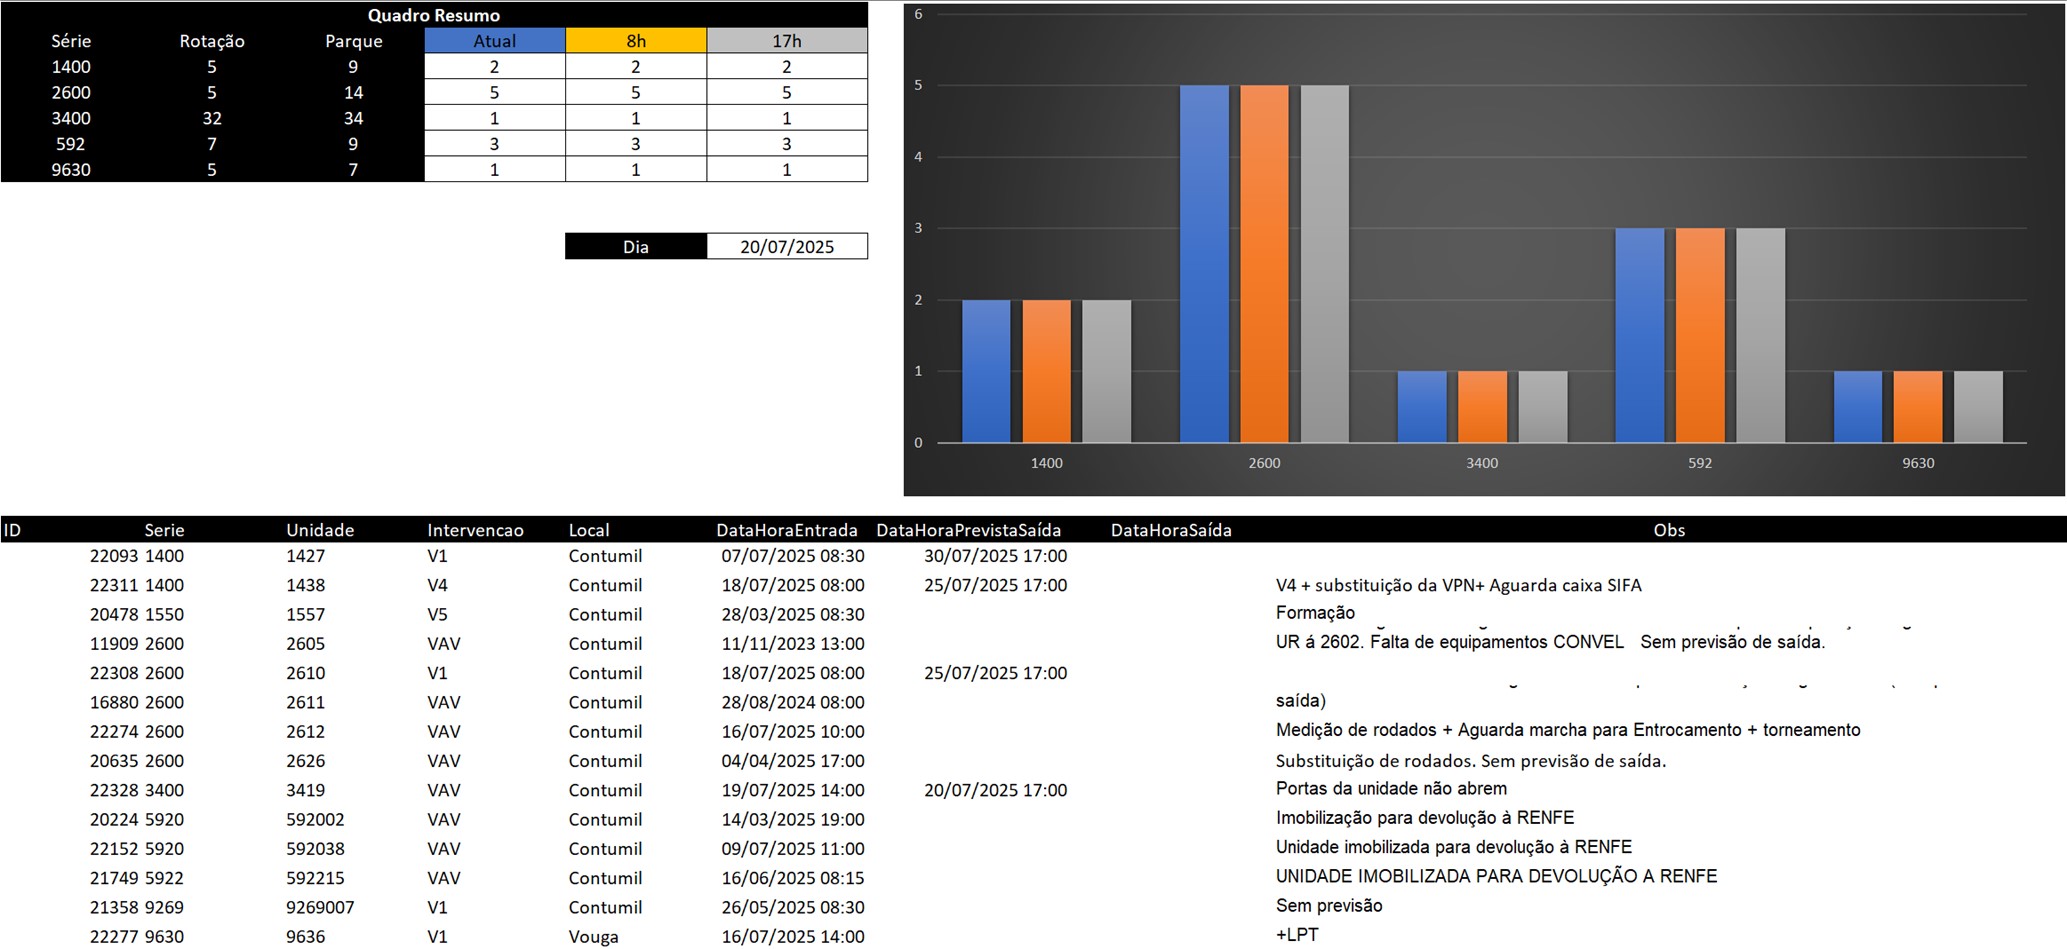 Quadro Resumo
Série Rotação Parque Atual 8h 17h
1400 5 9 2 2 2
2600 5 14 5 5 5
3400 32 34 1 1 1
592 7 9 3 3 3
9630 5 7 1 1 1
Dia 20/07/2025
6
5
4
3
2
1
0
1400 2600 3400 592 9630
ID Serie Unidade Intervencao Local DataHoraEntrada DataHoraPrevistaSaída DataHoraSaída Obs
22093 1400 1427 V1 Contumil 07/07/2025 08:30 30/07/2025 17:00
22311 1400 1438 V4 Contumil 18/07/2025 08:00 25/07/2025 17:00 V4 + substituição da VPN+ Aguarda caixa SIFA
20478 1550 1557 V5 Contumil 28/03/2025 08:30 Formação
11909 2600 2605 VAV Contumil 11/11/2023 13:00 UR á 2602. Falta de equipamentos CONVEL Sem previsão de saída.
22308 2600 2610 V1 Contumil 18/07/2025 08:00 25/07/2025 17:00
16880 2600 2611 VAV Contumil 28/08/2024 08:00 saída)
22274 2600 2612 VAV Contumil 16/07/2025 10:00 Medição de rodados + Aguarda marcha para Entrocamento + torneamento
20635 2600 2626 VAV Contumil 04/04/2025 17:00 Substituição de rodados. Sem previsão de saída.
22328 3400 3419 VAV Contumil 19/07/2025 14:00 20/07/2025 17:00 Portas da unidade não abrem
20224 5920 592002 VAV Contumil 14/03/2025 19:00 Imobilização para devolução à RENFE
22152 5920 592038 VAV Contumil 09/07/2025 11:00 Unidade imobilizada para devolução à RENFE
21749 5922 592215 VAV Contumil 16/06/2025 08:15 UNIDADE IMOBILIZADA PARA DEVOLUÇÃO A RENFE
21358 9269 9269007 V1 Contumil 26/05/2025 08:30 Sem previsão
22277 9630 9636 V1 Vouga 16/07/2025 14:00 +LPT